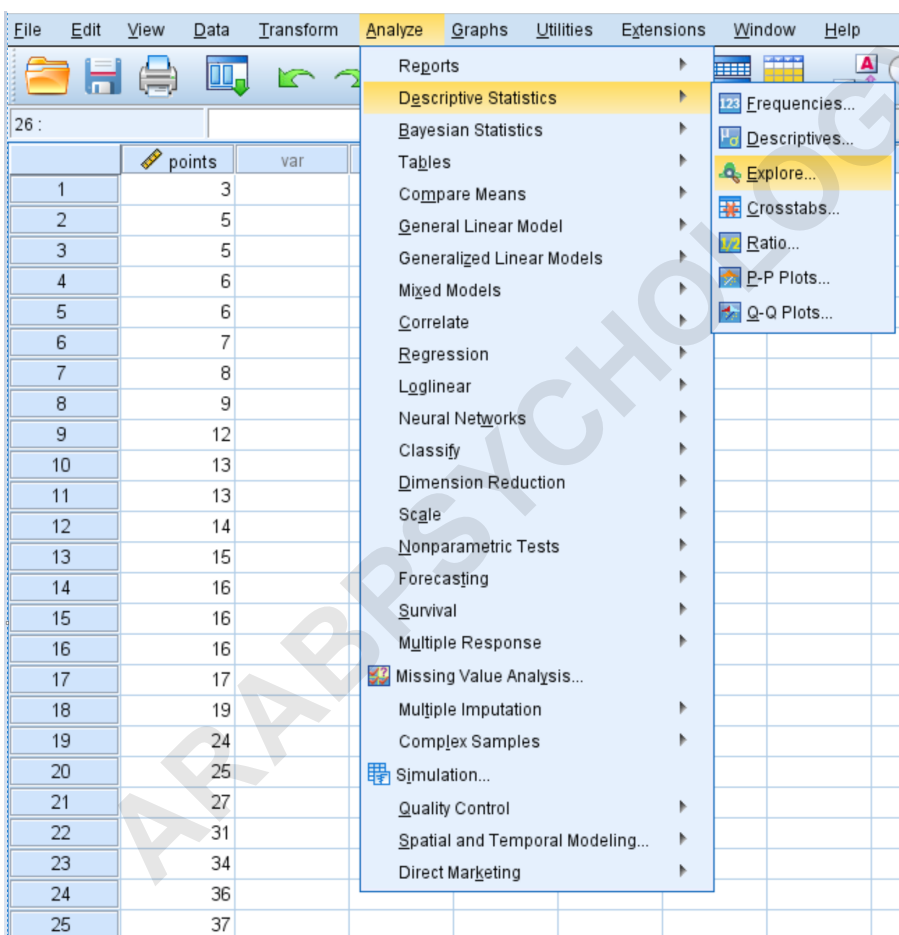 File Edit View Data Transform Analyze Graphs Utilities Extensions Window Help
Reports
Descriptive Statistics
Bayesian Statistics
Tables
Compare Means
General Linear Model
Generalized Linear Models
Mixed Models
Correlate
Regression
Loglinear
Neural Networks
Classify
Dimension Reduction
Scale
Nonparametric Tests
Forecasting
Survival
Multiple Response
Missing Value Analysis...
Multiple Imputation
Complex Samples
Simulation...
Quality Control
Spatial and Temporal Modeling...
Direct Marketing
123 Frequencies...
Descriptives...
Explore...
Crosstabs...
1/2 Ratio...
P-P Plots...
Q-Q Plots...
A
26 :
points var
1 3
2 5
3 5
4 6
5 6
6 7
7 8
8 9
9 12
10 13
11 13
12 14
13 15
14 16
15 16
16 16
17 17
18 19
19 24
20 25
21 27
22 31
23 34
24 36
25 37
ARABPSYCHOLOG